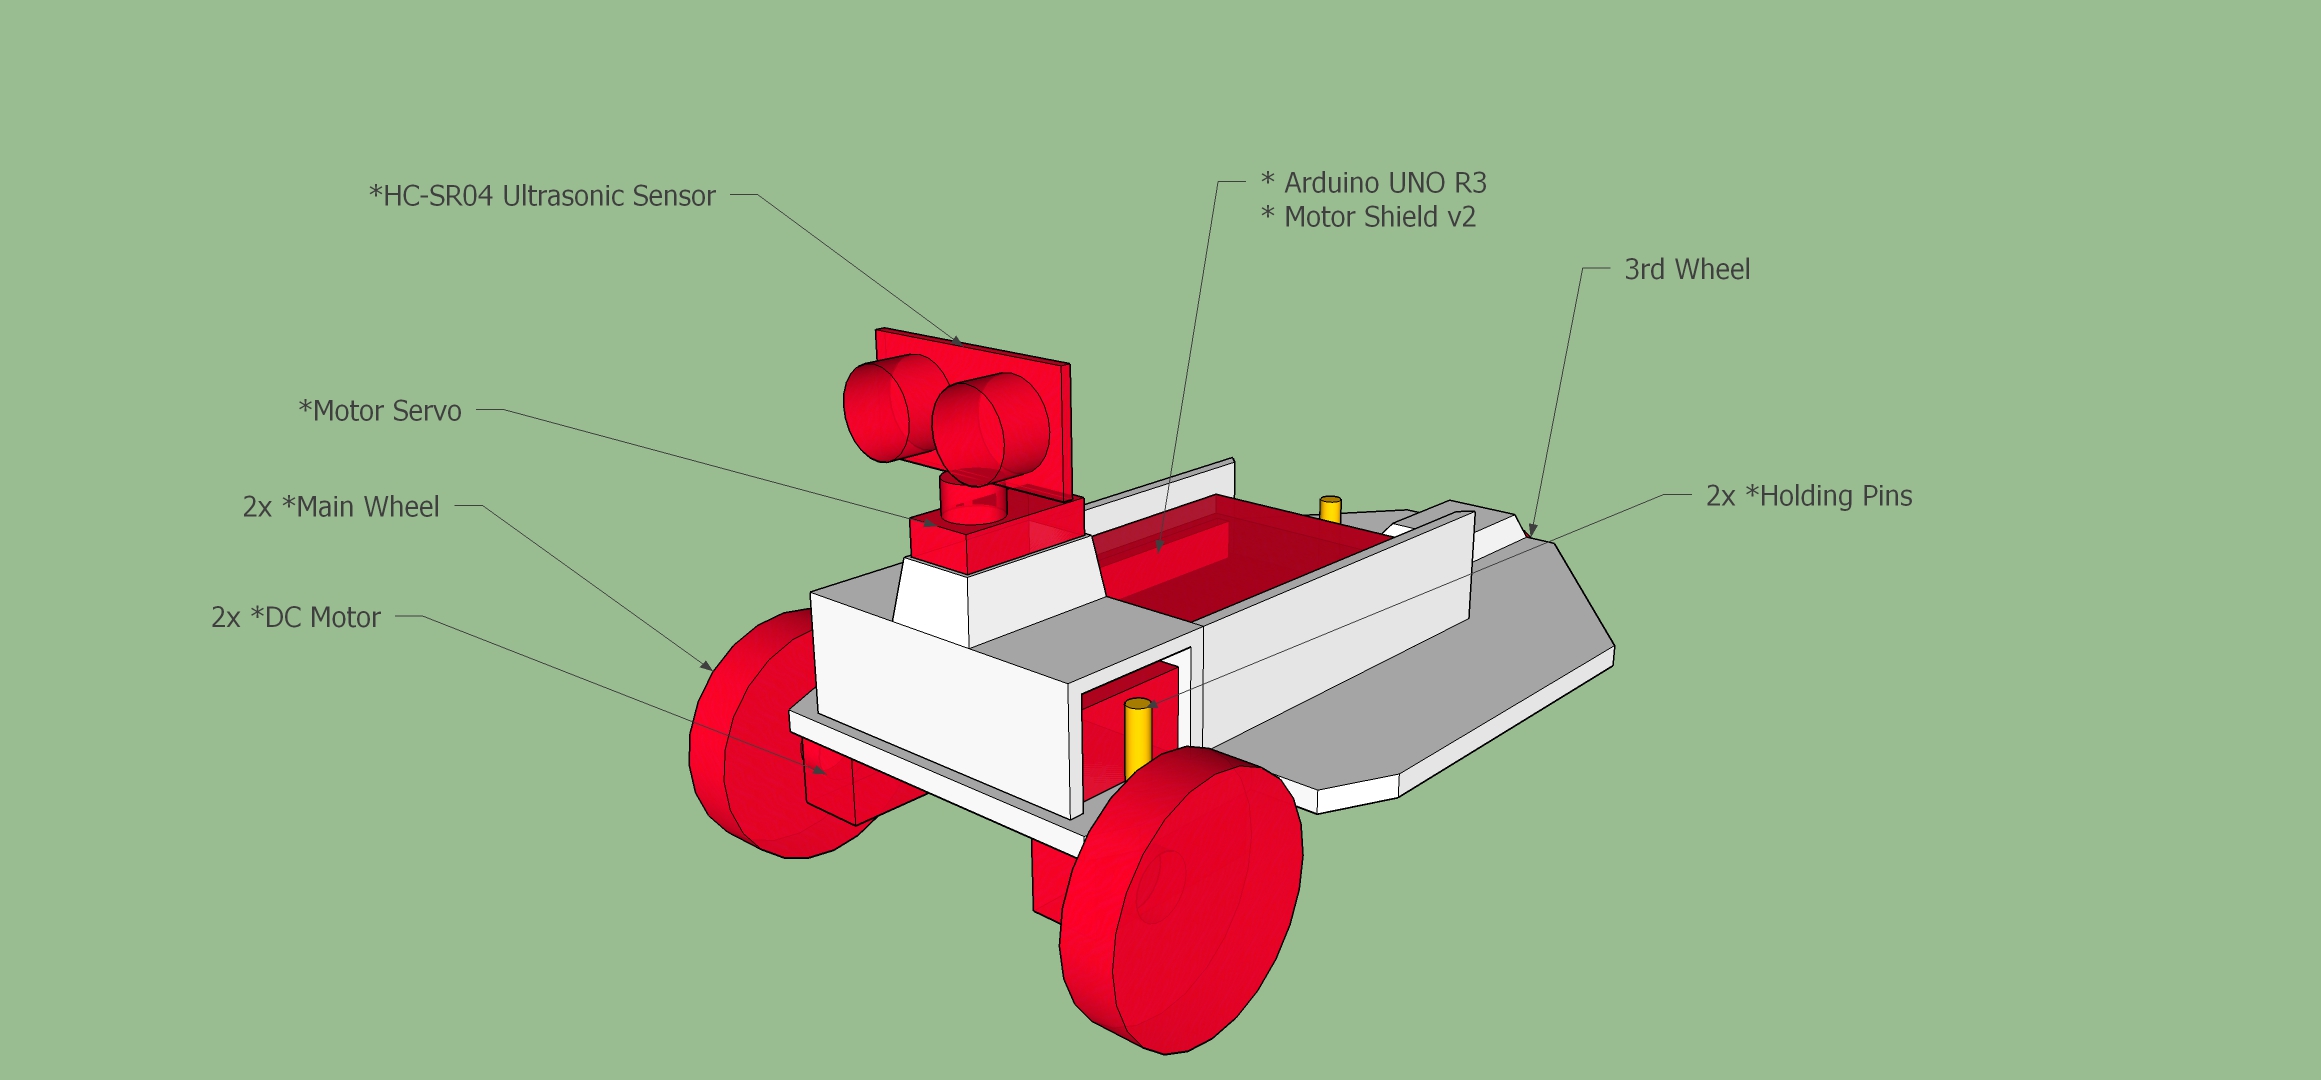 *HC-SR04 Ultrasonic Sensor
* Arduino UNO R3
* Motor Shield v2
3rd Wheel
*Motor Servo
2x *Main Wheel
2x *Holding Pins
2x *DC Motor